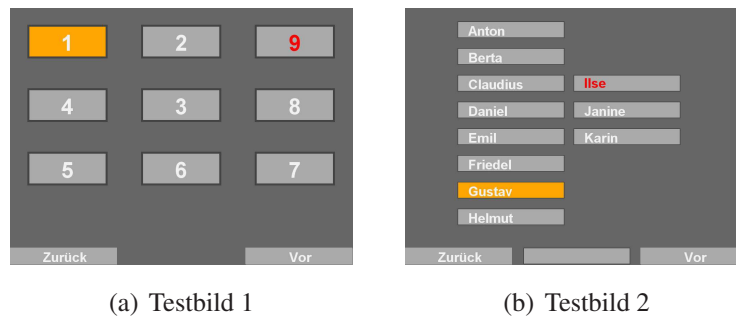 1 2 9
4 3 8
5 6 7
Zurück Vor
(a) Testbild 1
Anton
Berta
Claudius Ilse
Daniel Janine
Emil Karin
Friedel
Gustav
Helmut
Zurück Vor
(b) Testbild 2